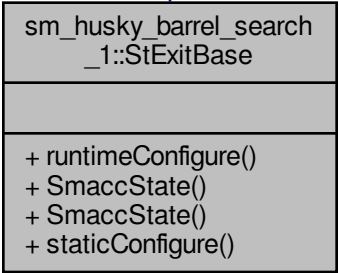 sm_husky_barrel_search
_1::StExitBase
+ runtimeConfigure()
+ SmaccState()
+ SmaccState()
+ staticConfigure()